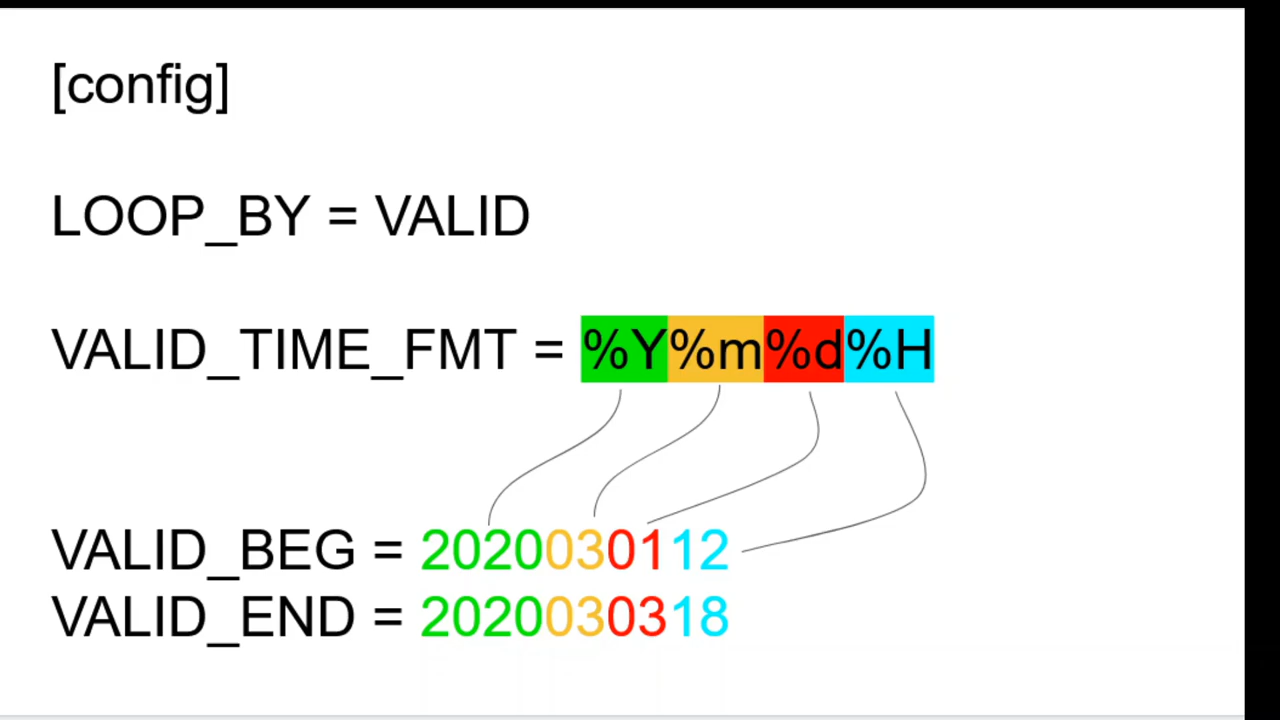 [config]
LOOP_BY = VALID
VALID_TIME_FMT = %Y%m%d%H
VALID_BEG = 2020030112
VALID_END = 2020030318